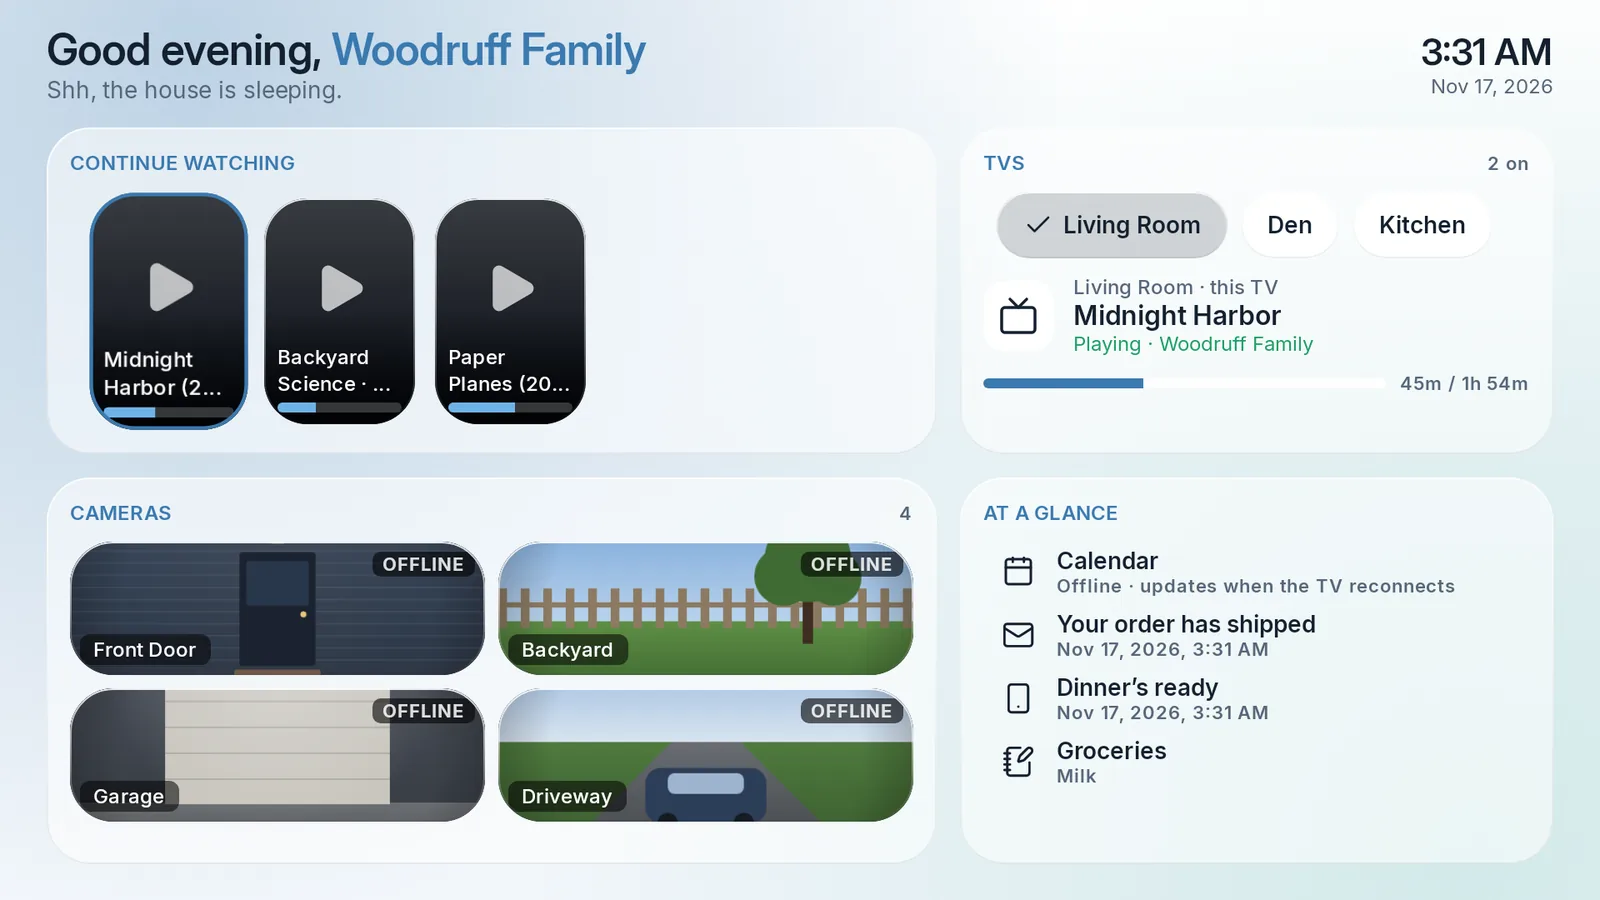 Good evening, Woodruff Family
Shh, the house is sleeping.
3:31 AM
Nov 17, 2026
CONTINUE WATCHING
Midnight
Harbor (2...
Backyard
Science · ...
Paper
Planes (20...
TVS
2 on
Living Room
Den
Kitchen
Living Room · this TV
Midnight Harbor
Playing · Woodruff Family
45m / 1h 54m
CAMERAS
4
OFFLINE
Front Door
OFFLINE
Backyard
OFFLINE
Garage
OFFLINE
Driveway
AT A GLANCE
Calendar
Offline · updates when the TV reconnects
Your order has shipped
Nov 17, 2026, 3:31 AM
Dinner’s ready
Nov 17, 2026, 3:31 AM
Groceries
Milk